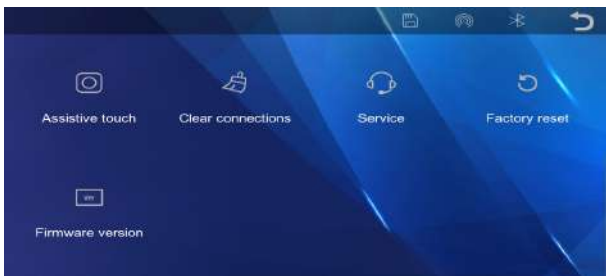 Assistive touch
Clear connections
Service
Factory reset
Firmware version